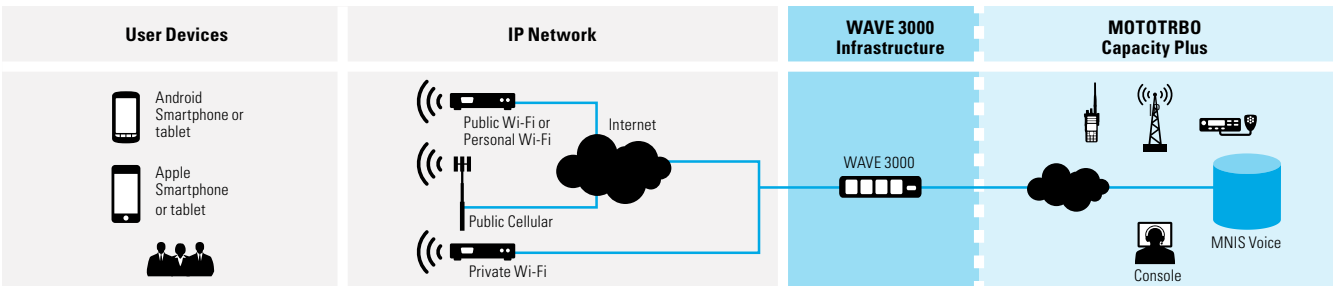 User Devices
IP Network
WAVE 3000
Infrastructure
MOTOTRBO
Capacity Plus
Android
Smartphone or
tablet
Apple
Smartphone
or tablet
Public Wi-Fi or
Personal Wi-Fi
Internet
Public Cellular
Private Wi-Fi
WAVE 3000
MNIS Voice
Console